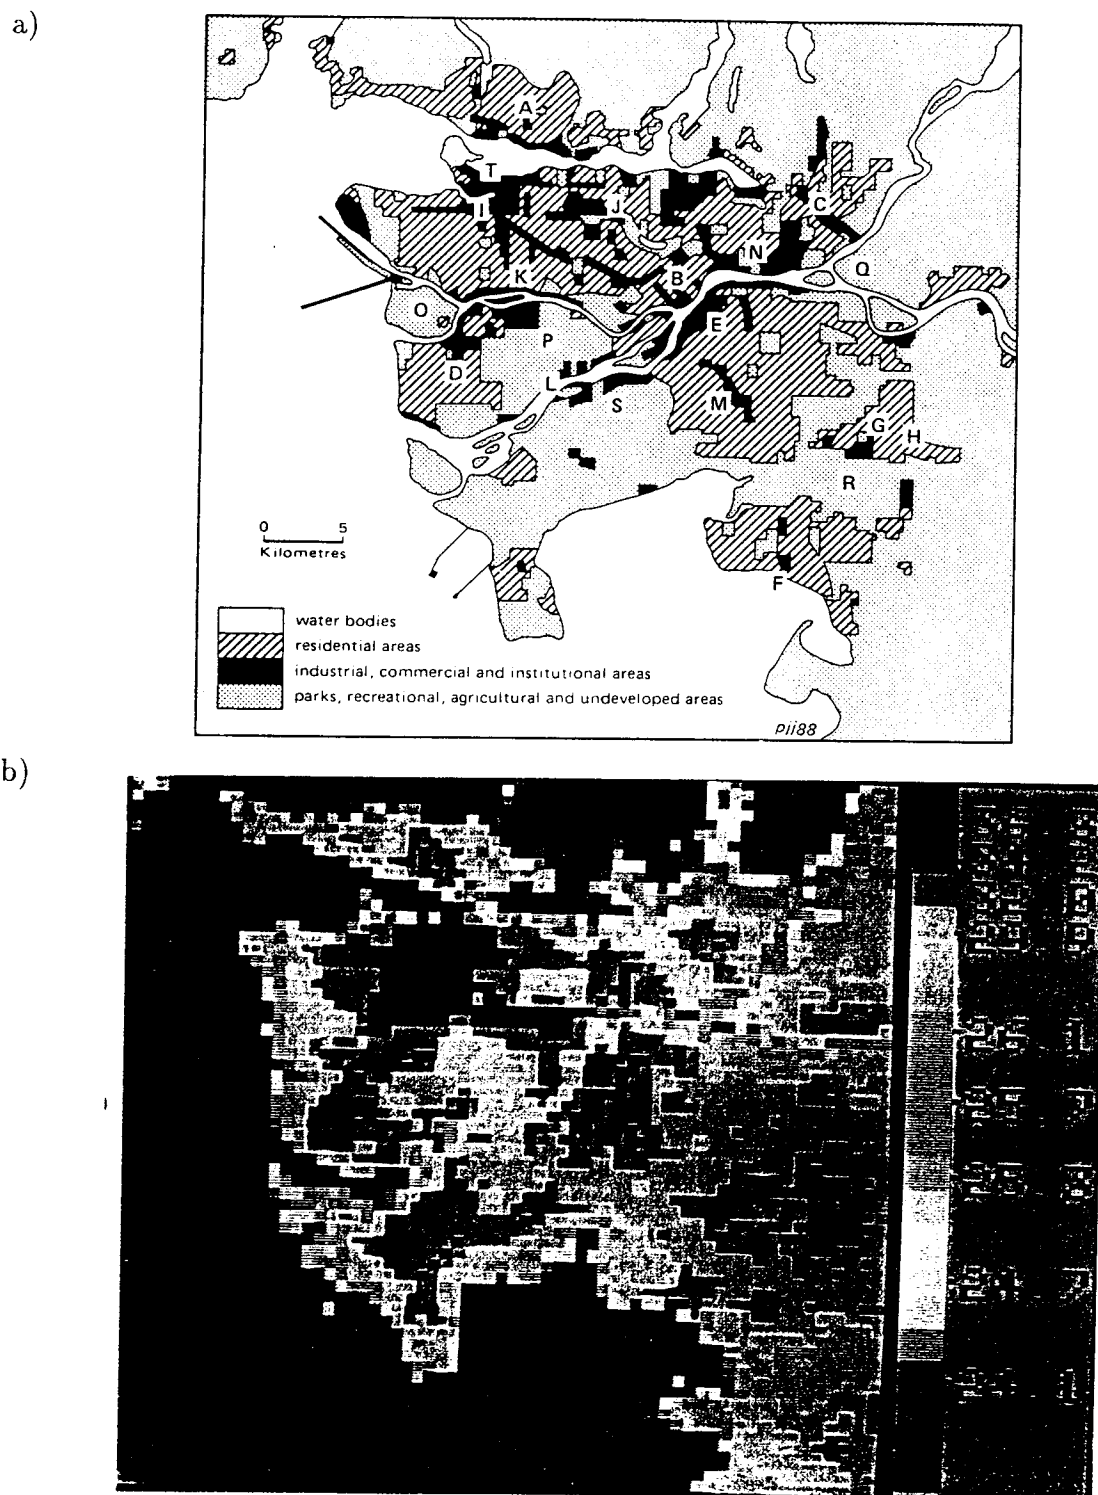 a)
A
T
C
I
J
N
K
B
Q
O
E
P
D
L
S
M
G
H
R
0 5
Kilometres
F
water bodies
residential areas
industrial, commercial and institutional areas
parks, recreational, agricultural and undeveloped areas
pii88
b)